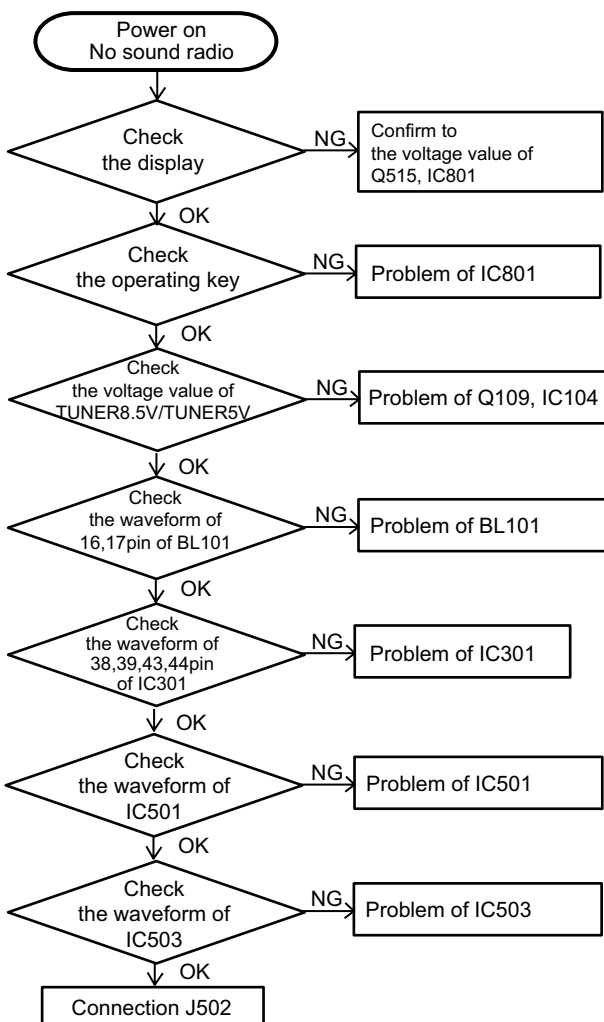 Power on
No sound radio
Check
the display
NG
Confirm to
the voltage value of
Q515, IC801
OK
Check
the operating key
NG
Problem of IC801
OK
Check
the voltage value of
TUNER8.5V/TUNER5V
NG
Problem of Q109, IC104
OK
Check
the waveform of
16,17pin of BL101
NG
Problem of BL101
OK
Check
the waveform of
38,39,43,44pin
of IC301
NG
Problem of IC301
OK
Check
the waveform of
IC501
NG
Problem of IC501
OK
Check
the waveform of
IC503
NG
Problem of IC503
OK
Connection J502